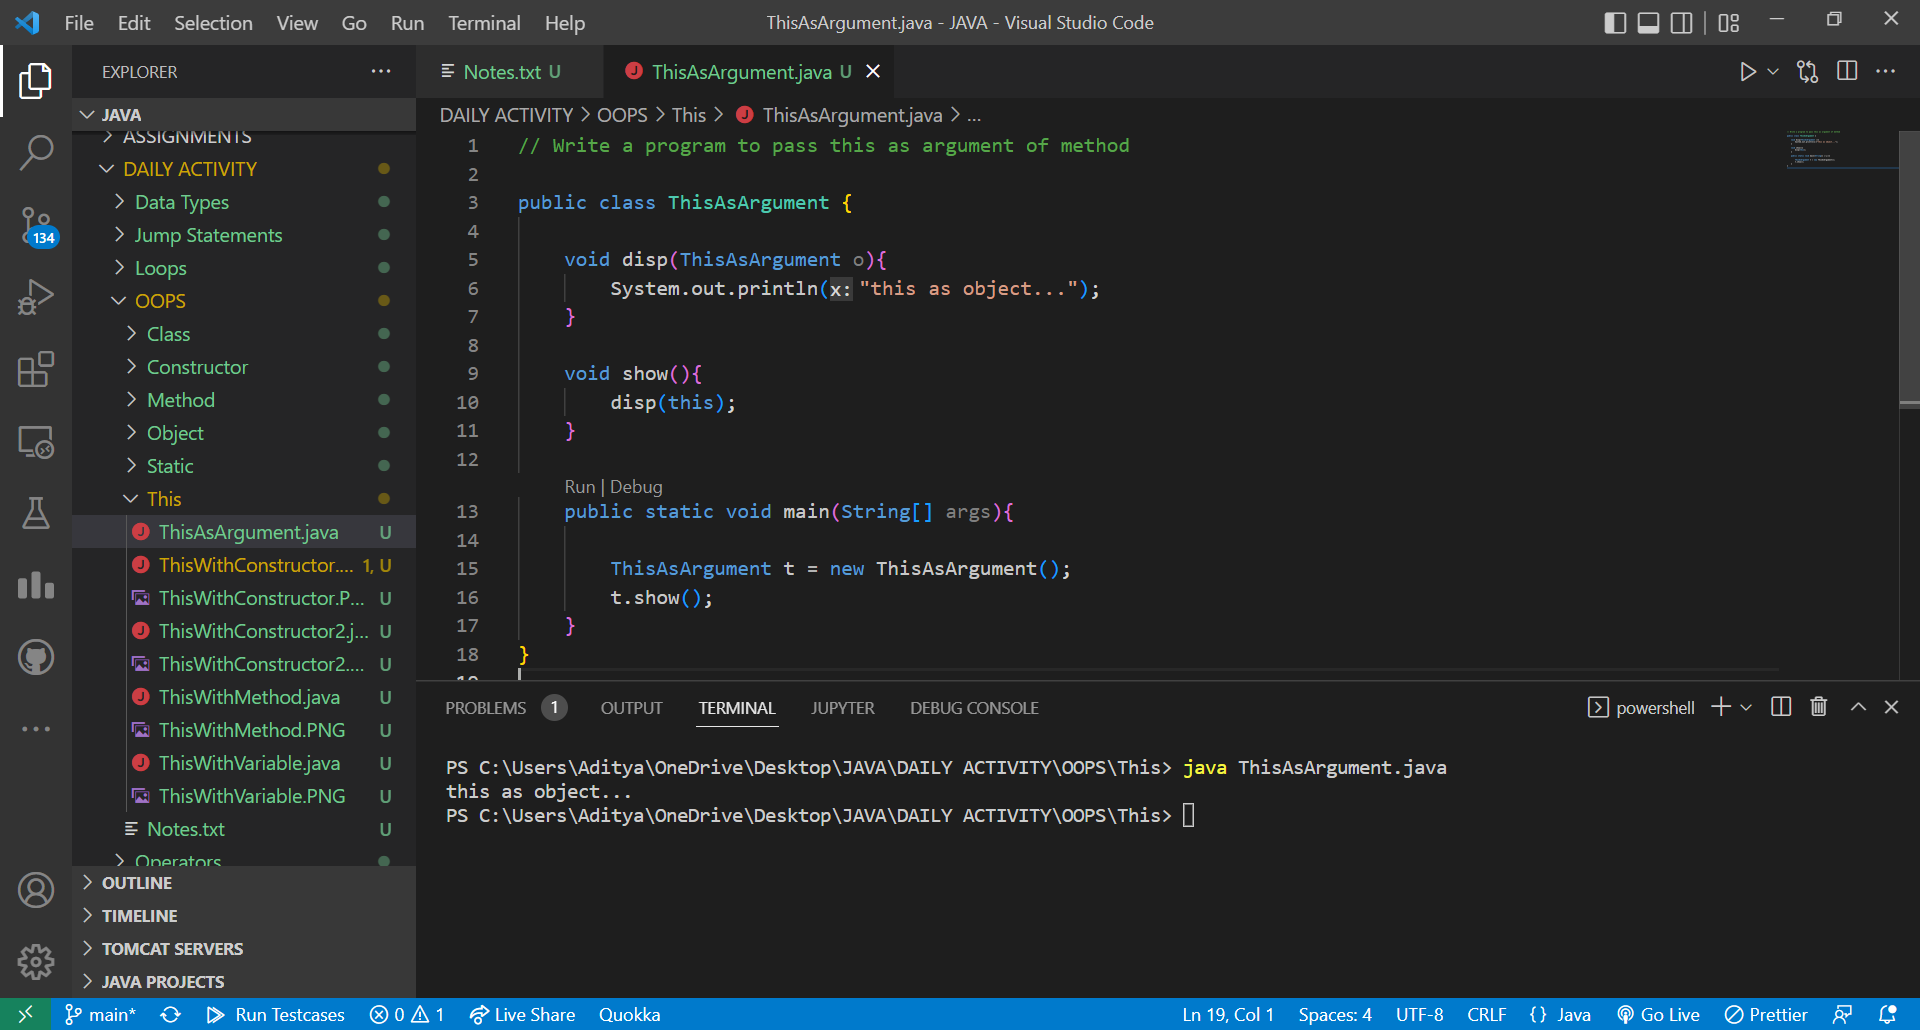 File Edit Selection View Go Run Terminal Help
ThisAsArgument.java - JAVA - Visual Studio Code
EXPLORER
JAVA
ASSIGNMENTS
DAILY ACTIVITY
Data Types
Jump Statements
134
Loops
OOPS
Class
Constructor
Method
Object
Static
This
ThisAsArgument.java U
ThisWithConstructor.... 1, U
ThisWithConstructor.P... U
ThisWithConstructor2.j... U
ThisWithConstructor2.... U
ThisWithMethod.java U
ThisWithMethod.PNG U
ThisWithVariable.java U
ThisWithVariable.PNG U
Notes.txt U
Operators
OUTLINE
TIMELINE
TOMCAT SERVERS
JAVA PROJECTS
Notes.txt U
ThisAsArgument.java U
DAILY ACTIVITY > OOPS > This > ThisAsArgument.java > ...
1 // Write a program to pass this as argument of method
2
3 public class ThisAsArgument {
4
5 void disp(ThisAsArgument o){
6 System.out.println(x: "this as object...");
7 }
8
9 void show(){
10 disp(this);
11 }
12
Run | Debug
13 public static void main(String[] args){
14
15 ThisAsArgument t = new ThisAsArgument();
16 t.show();
17 }
18 }
19
PROBLEMS 1 OUTPUT TERMINAL JUPYTER DEBUG CONSOLE
powershell
PS C:\Users\Aditya\OneDrive\Desktop\JAVA\DAILY ACTIVITY\OOPS\This> java ThisAsArgument.java
this as object...
PS C:\Users\Aditya\OneDrive\Desktop\JAVA\DAILY ACTIVITY\OOPS\This>
main* Run Testcases 0 1 Live Share Quokka
Ln 19, Col 1 Spaces: 4 UTF-8 CRLF {} Java Go Live Prettier